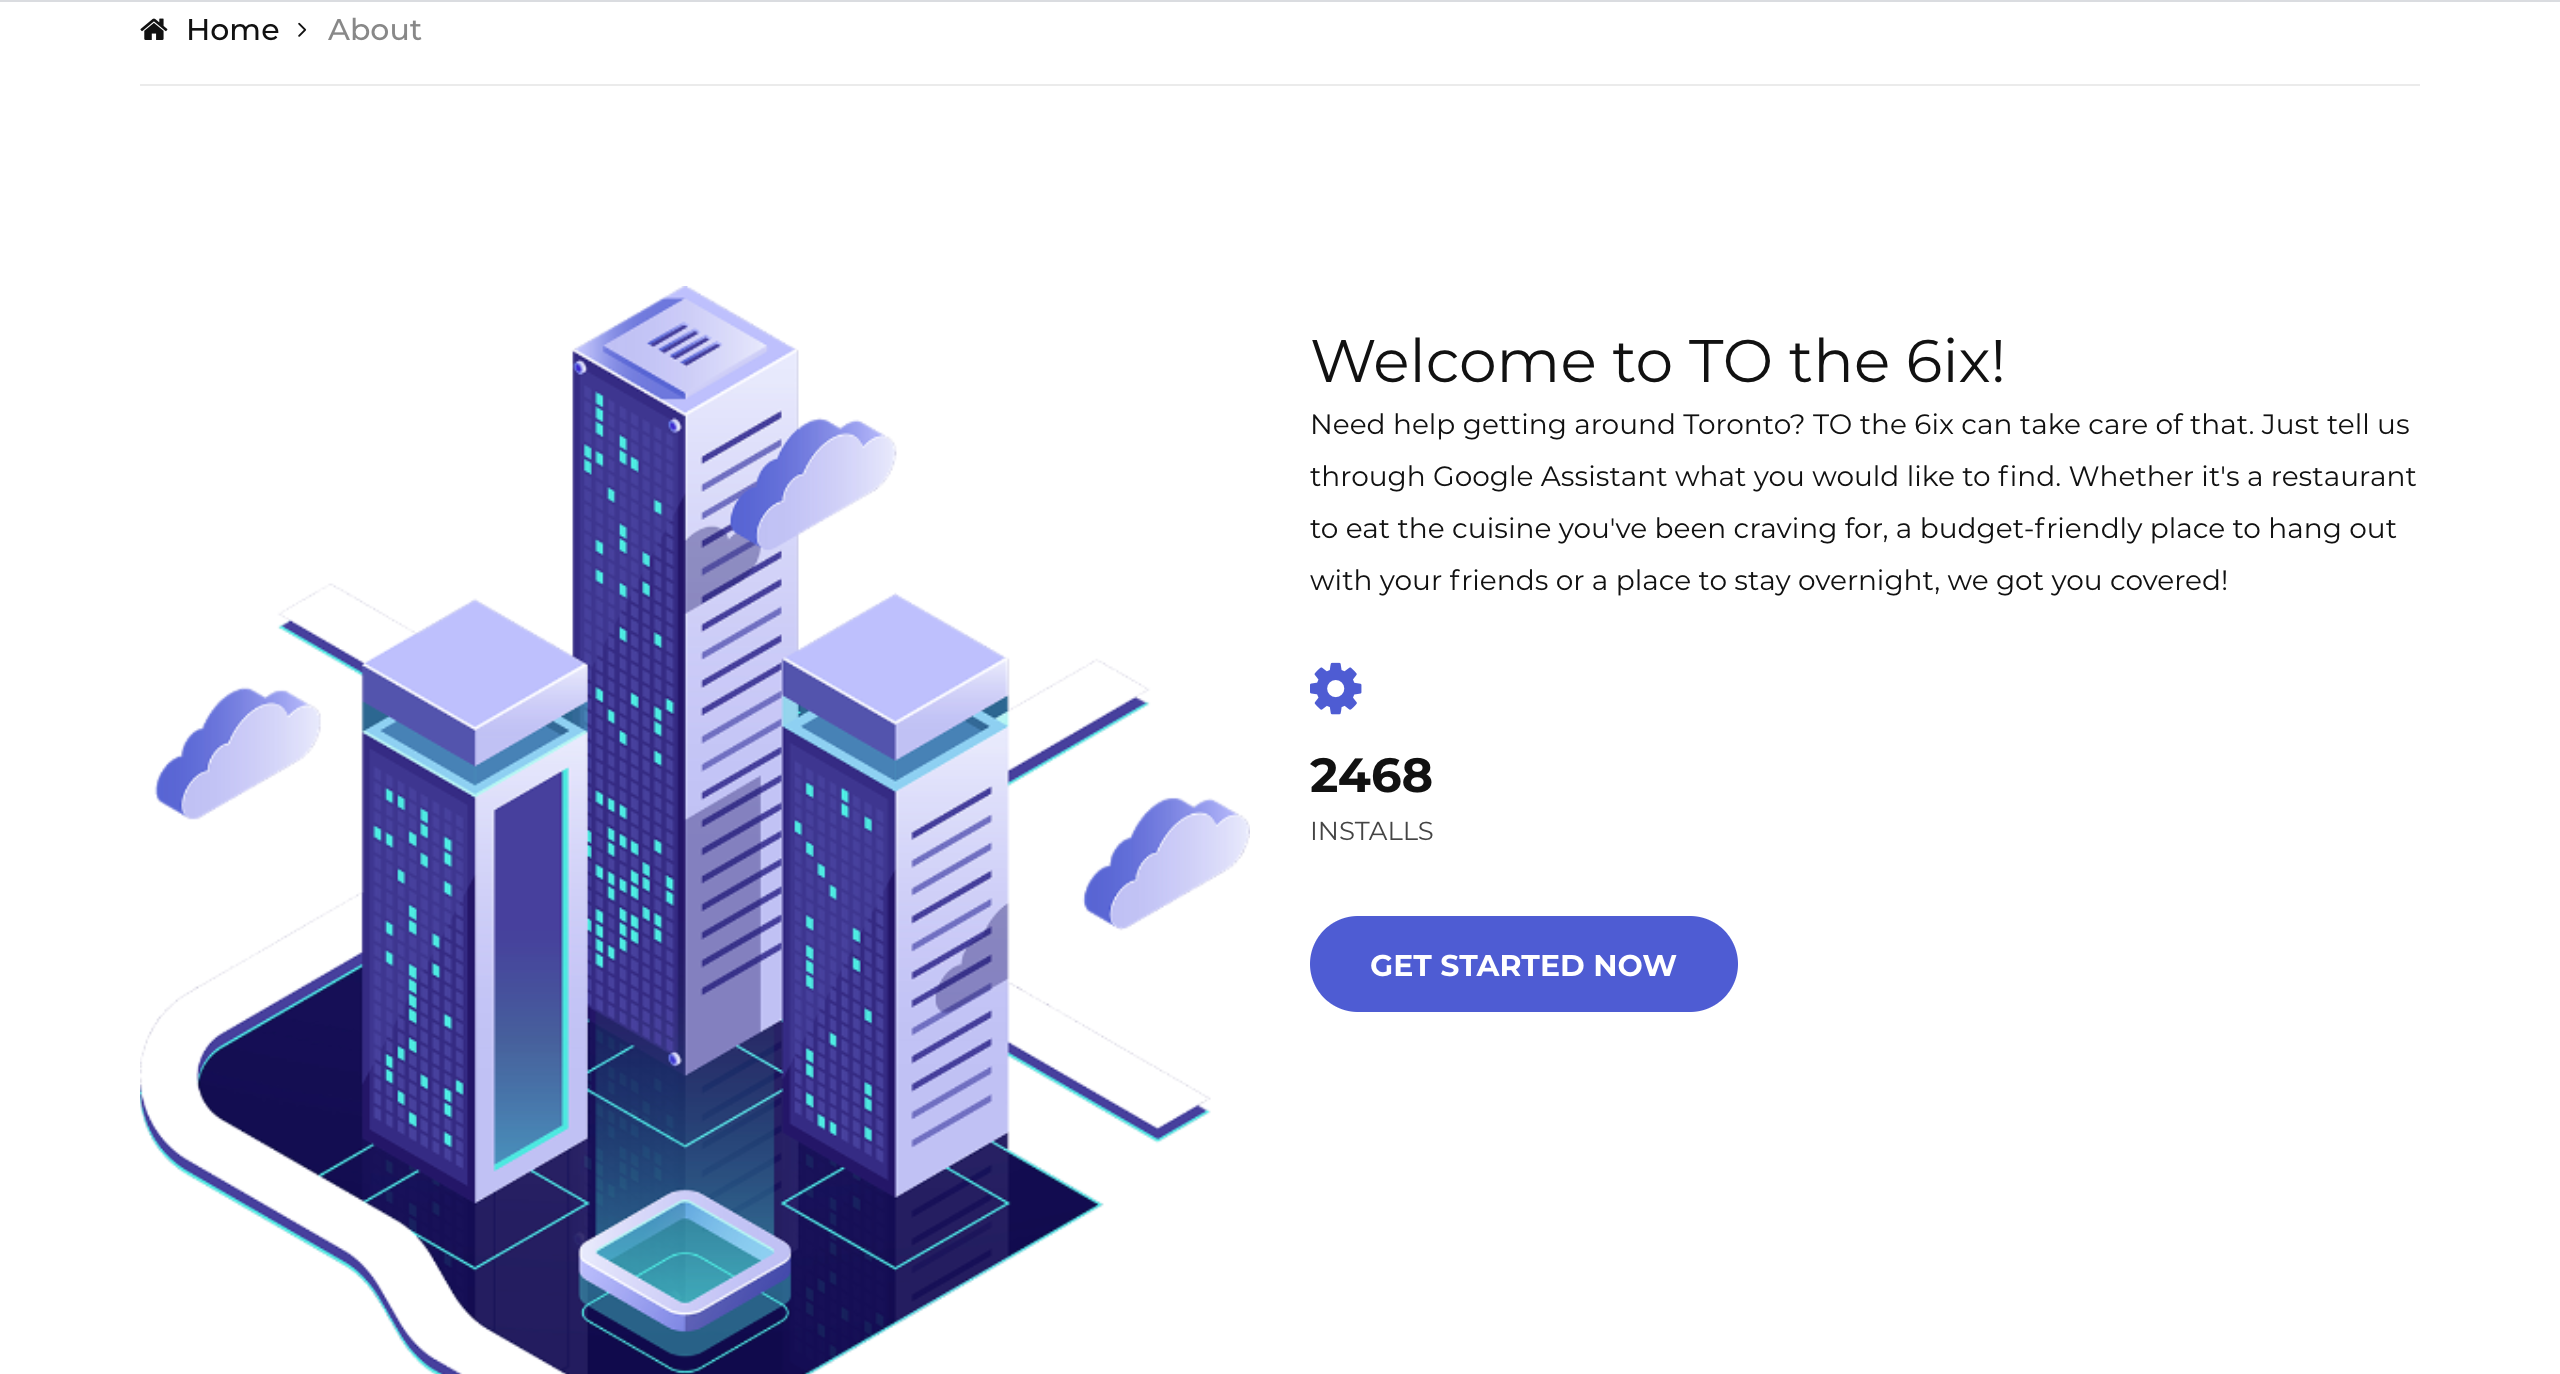 Home > About
Welcome to TO the 6ix!
Need help getting around Toronto? TO the 6ix can take care of that. Just tell us
through Google Assistant what you would like to find. Whether it's a restaurant
to eat the cuisine you've been craving for, a budget-friendly place to hang out
with your friends or a place to stay overnight, we got you covered!
2468
INSTALLS
GET STARTED NOW